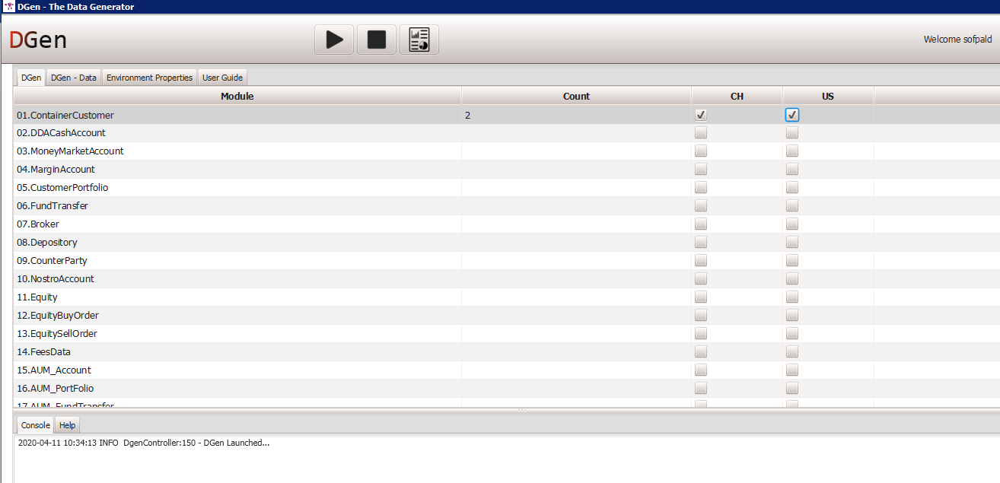 DGen - The Data Generator
DGen
Welcome sofpald
DGen DGen - Data Environment Properties User Guide
Module Count CH US
01.ContainerCustomer 2
02.DDACashAccount
03.MoneyMarketAccount
04.MarginAccount
05.CustomerPortfolio
06.FundTransfer
07.Broker
08.Depository
09.CounterParty
10.NostroAccount
11.Equity
12.EquityBuyOrder
13.EquitySellOrder
14.FeesData
15.AUM_Account
16.AUM_PortFolio
17.AUM_FundTransfer
Console Help
2020-04-11 10:34:13 INFO DgenController:150 - DGen Launched...